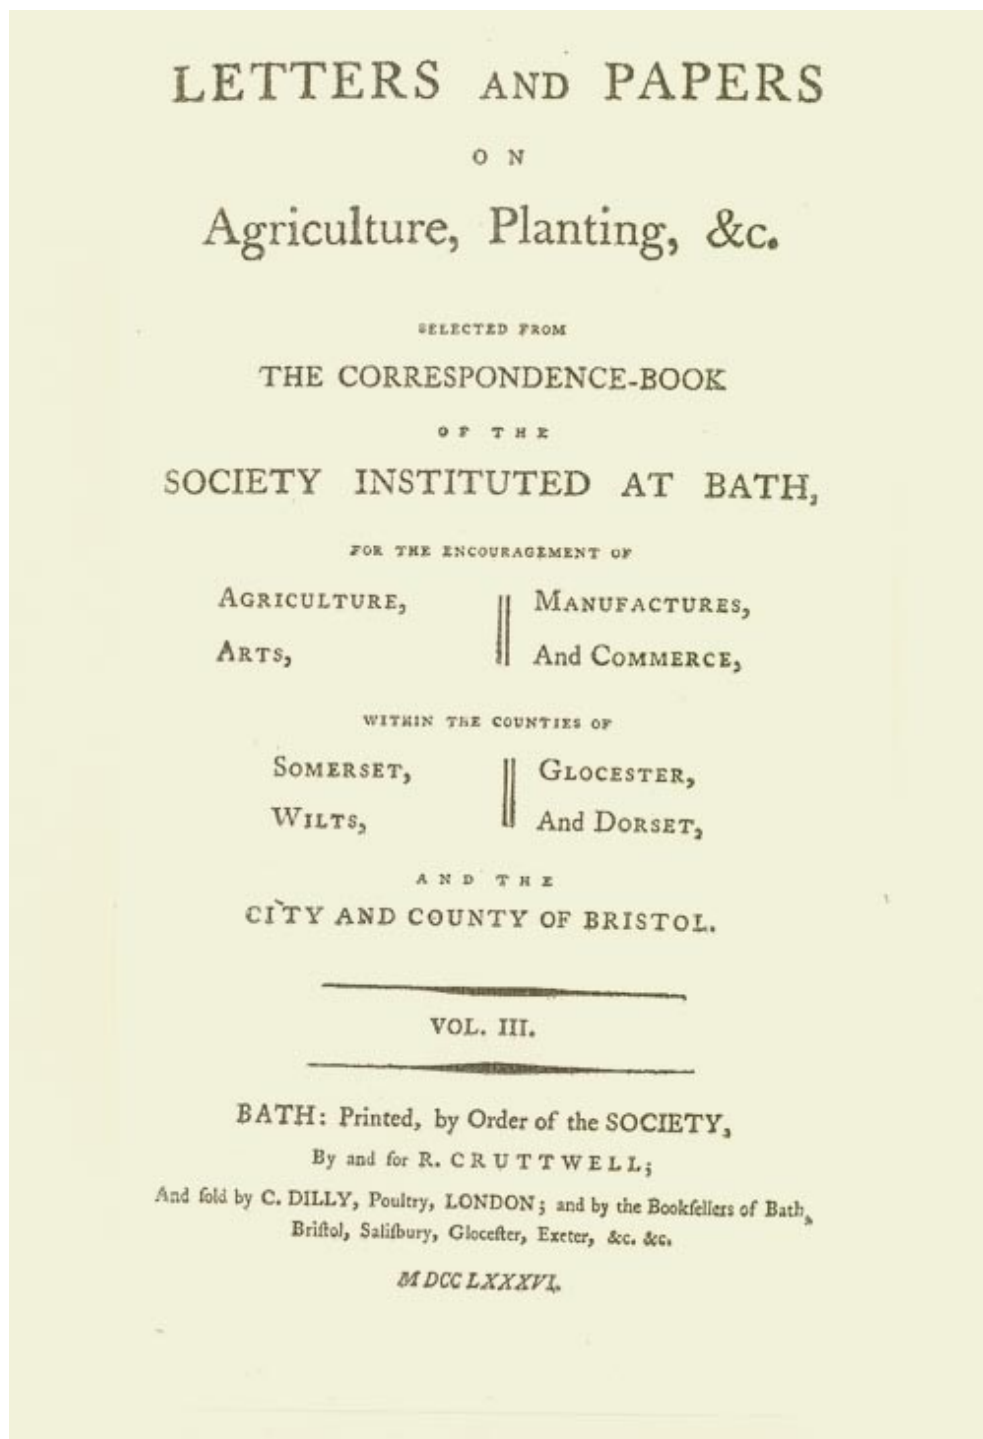 LETTERS AND PAPERS
ON
Agriculture, Planting, &c.
SELECTED FROM
THE CORRESPONDENCE-BOOK
OF THE
SOCIETY INSTITUTED AT BATH,
FOR THE ENCOURAGEMENT OF
AGRICULTURE, || MANUFACTURES,
ARTS, || And COMMERCE,
WITHIN THE COUNTIES OF
SOMERSET, || GLOCESTER,
WILTS, || And DORSET,
AND THE
CITY AND COUNTY OF BRISTOL.
VOL. III.
BATH: Printed, by Order of the SOCIETY,
By and for R. CRUTTWELL;
And ſold by C. DILLY, Poultry, LONDON; and by the Bookſellers of Bath,
Briſtol, Saliſbury, Gloceſter, Exeter, &c. &c.
MDCCLXXXVI.